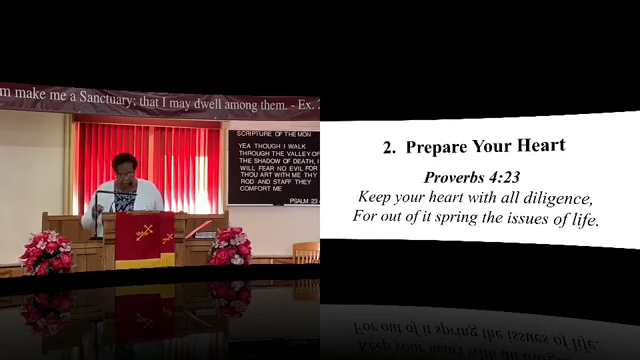 m make me a Sanctuary; that I may dwell among them. - Ex. 2
SCRIPTURE OF THE MON
YEA THOUGH I WALK
THROUGH THE VALLEY OF
THE SHADOW OF DEATH, I
WILL FEAR NO EVIL FOR
THOU ART WITH ME THY
ROD AND STAFF THEY
COMFORT ME
PSALM 23
2. Prepare Your Heart
Proverbs 4:23
Keep your heart with all diligence,
For out of it spring the issues of life.